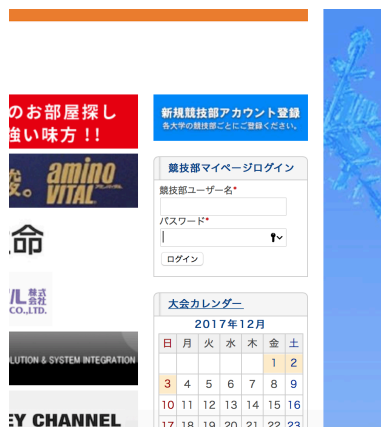 のお部屋探し
強い味方!!
amino
VITAL
命
株式
会社
CO.,LTD.
OLUTION & SYSTEM INTEGRATION
EY CHANNEL
新規競技部アカウント登録
各大学の競技部ごとにご登録ください。
競技部マイページログイン
競技部ユーザー名*
パスワード*
ログイン
大会カレンダー
2017年12月
日 月 火 水 木 金 土
1 2
3 4 5 6 7 8 9
10 11 12 13 14 15 16
17 18 19 20 21 22 23